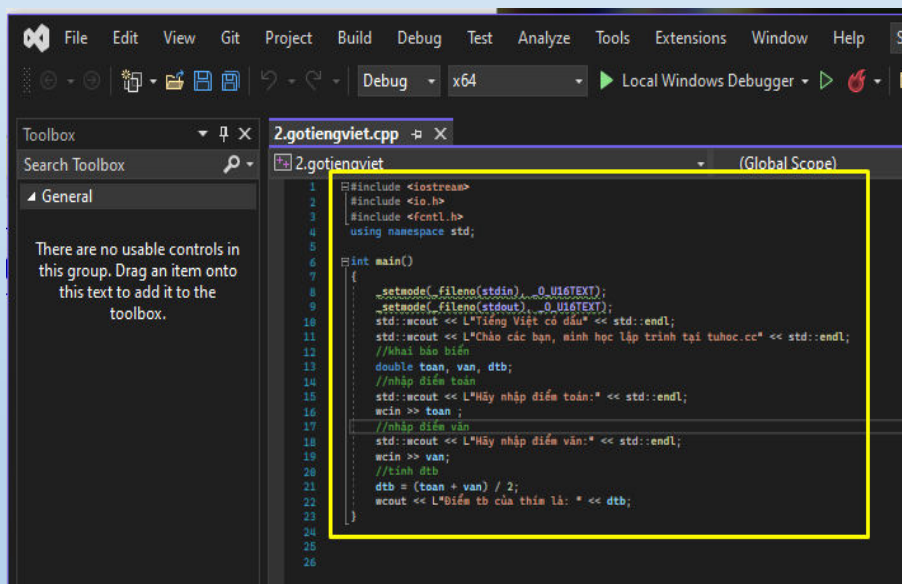 File Edit View Git Project Build Debug Test Analyze Tools Extensions Window Help S
Debug x64 Local Windows Debugger
Toolbox
Search Toolbox
General
There are no usable controls in
this group. Drag an item onto
this text to add it to the
toolbox.
2.gotiengviet.cpp
2.gotiengviet (Global Scope)
1 #include <iostream>
2 #include <io.h>
3 #include <fcntl.h>
4 using namespace std;
5
6 int main()
7 {
8 _setmode(_fileno(stdin), _O_U16TEXT);
9 _setmode(_fileno(stdout), _O_U16TEXT);
10 std::wcout << L"Tiếng Việt có dấu" << std::endl;
11 std::wcout << L"Chào các bạn, mình học lập trình tại tuhoc.cc" << std::endl;
12 //khai báo biến
13 double toan, van, dtb;
14 //nhập điểm toán
15 std::wcout << L"Hãy nhập điểm toán:" << std::endl;
16 wcin >> toan ;
17 //nhập điểm văn
18 std::wcout << L"Hãy nhập điểm văn:" << std::endl;
19 wcin >> van;
20 //tính đtb
21 dtb = (toan + van) / 2;
22 wcout << L"Điểm tb của thím là: " << dtb;
23 }
24
25
26